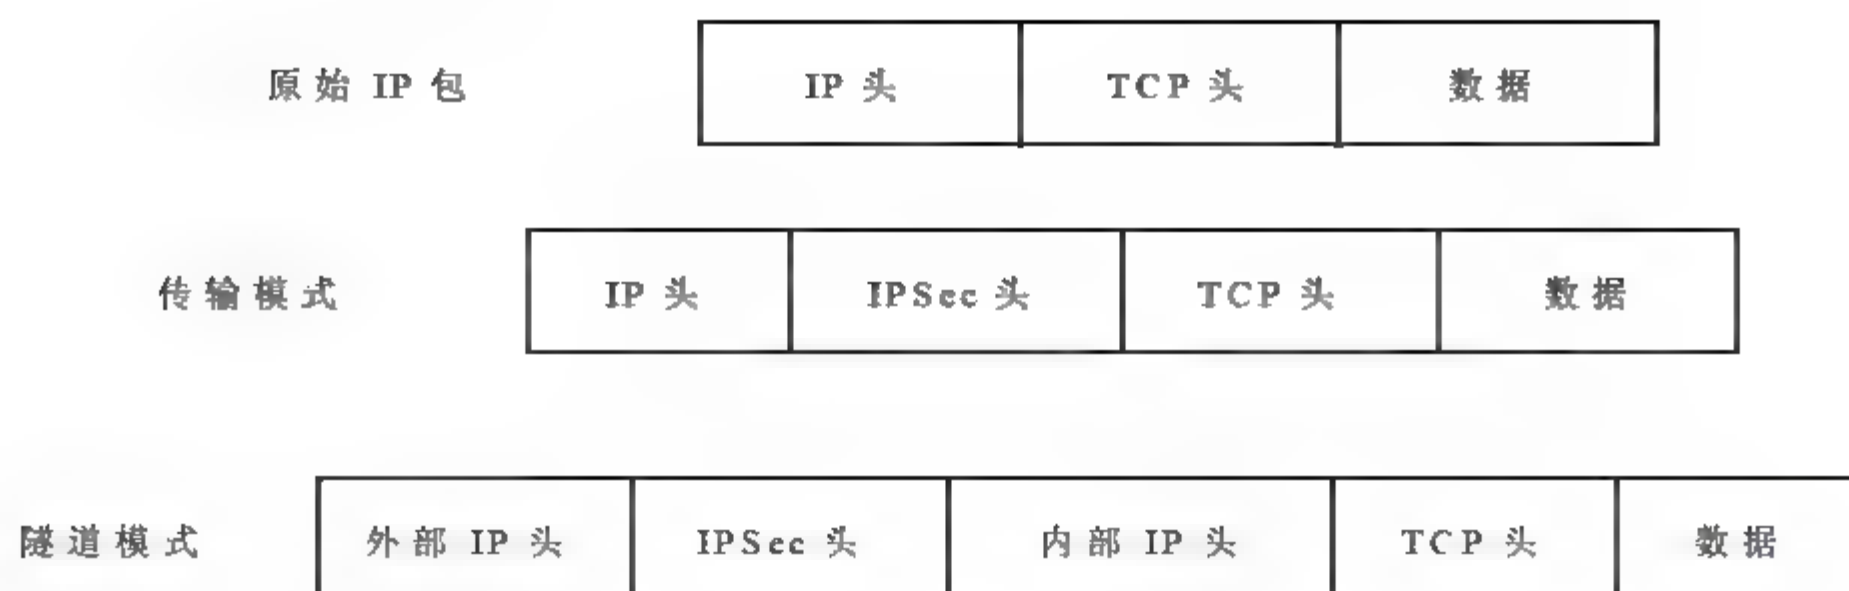 原始 IP 包 IP 头 TCP 头 数据
传输模式 IP 头 IPSec 头 TCP 头 数据
隧道模式 外部 IP 头 IPSec 头 内部 IP 头 TCP 头 数据